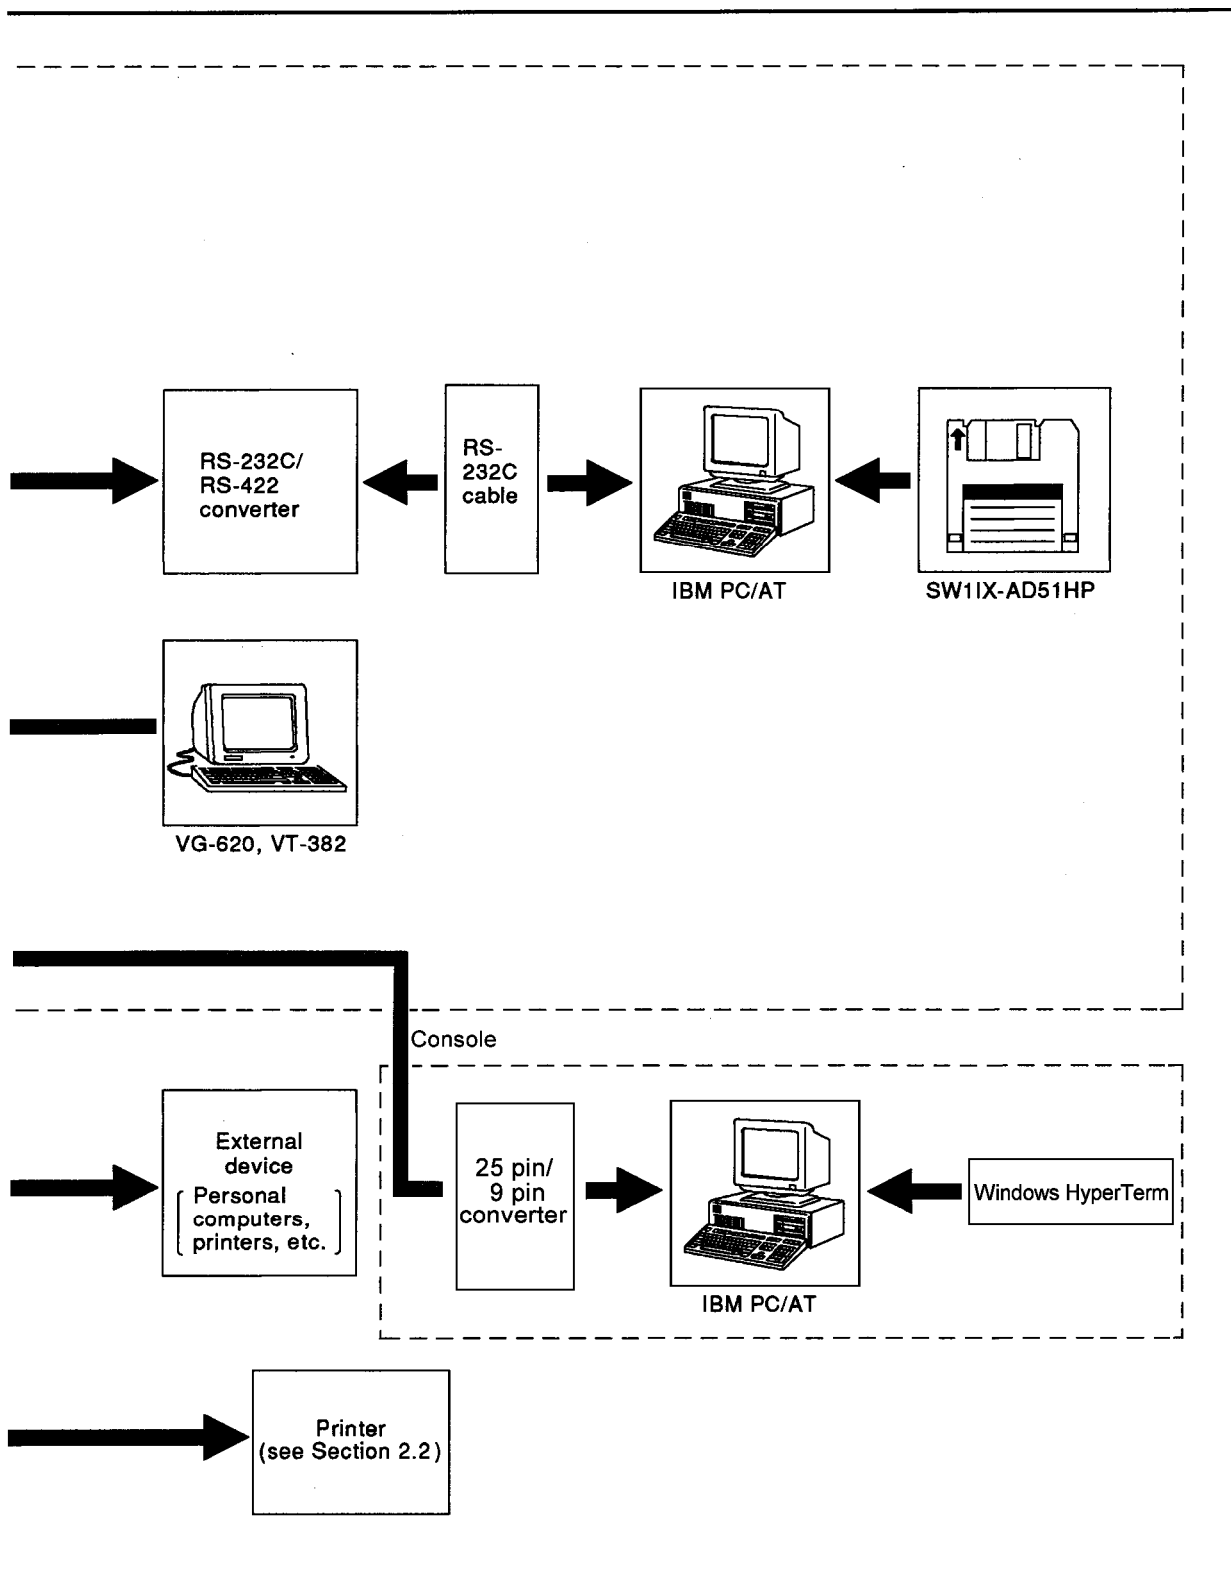 RS-232C/
RS-422
converter
RS-
232C
cable
IBM PC/AT
SW1IX-AD51HP
VG-620, VT-382
Console
External
device
Personal
computers,
printers, etc.
25 pin/
9 pin
converter
Windows HyperTerm
IBM PC/AT
Printer
(see Section 2.2)